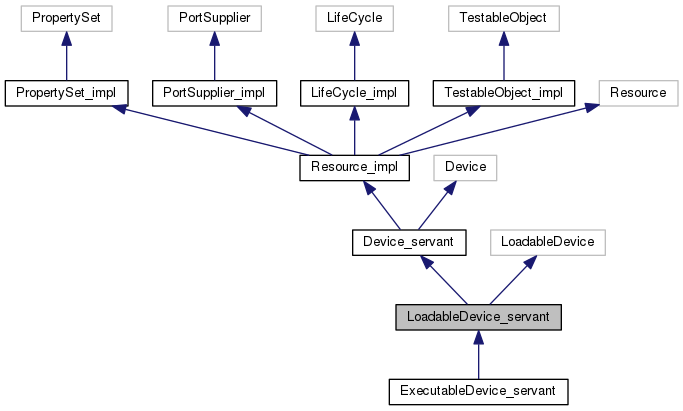 PropertySet
PortSupplier
LifeCycle
TestableObject
PropertySet_impl
PortSupplier_impl
LifeCycle_impl
TestableObject_impl
Resource
Resource_impl
Device
Device_servant
LoadableDevice
LoadableDevice_servant
ExecutableDevice_servant